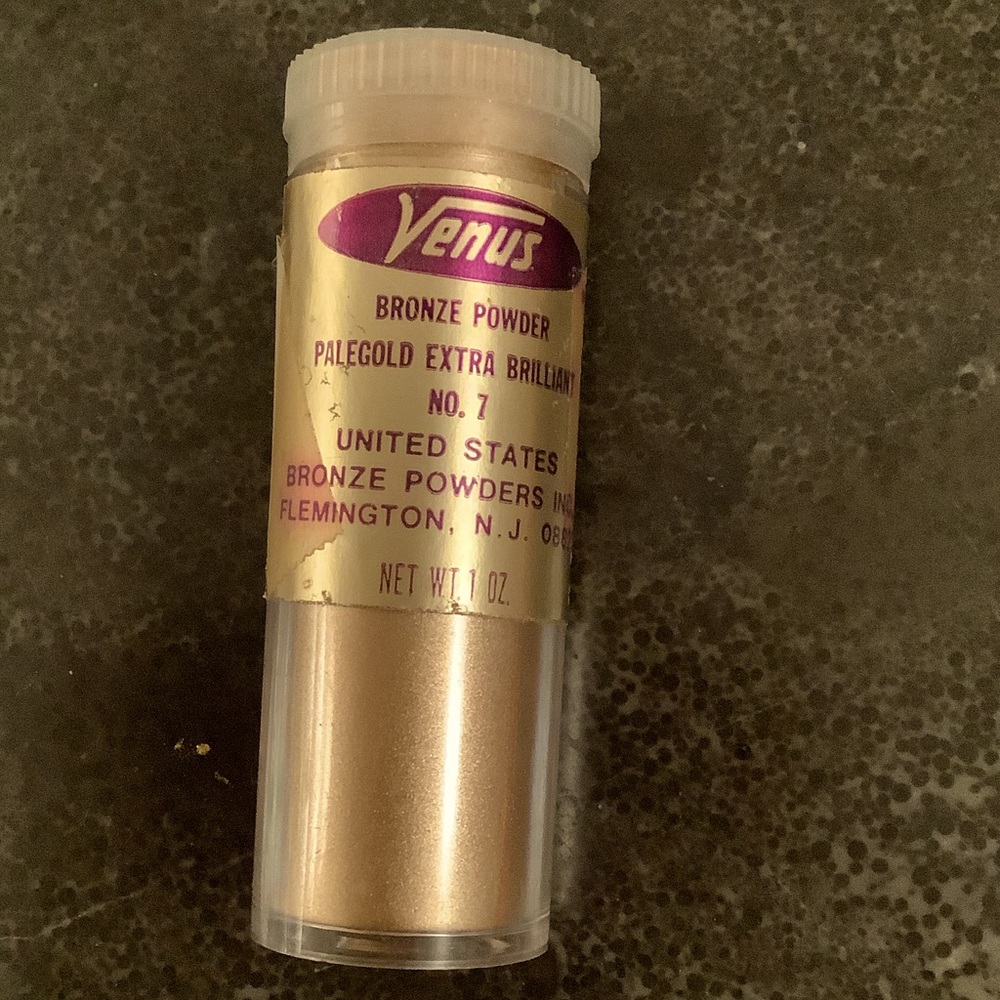 Venus
BRONZE POWDER
PALEGOLD EXTRA BRILLIANT
NO. 7
UNITED STATES
BRONZE POWDERS INC.
FLEMINGTON, N.J.
NET WT. 1 OZ.